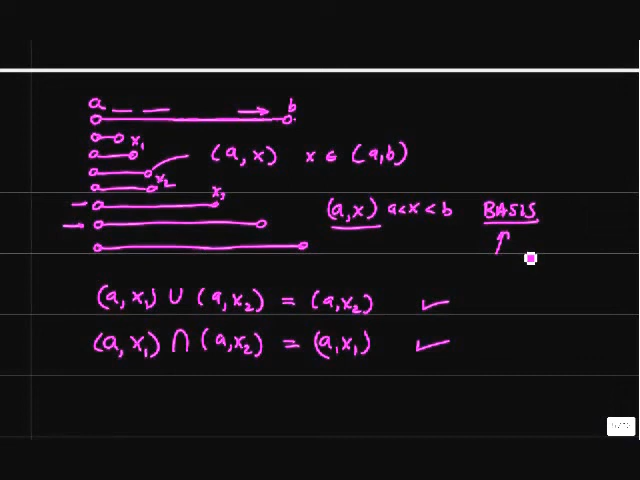 a b
x₁
(a, x) x ∈ (a, b)
x₂
x₃
(a, x) a < x < b BASIS
(a, x₁) ∪ (a, x₂) = (a, x₂) ✓
(a, x₁) ∩ (a, x₂) = (a, x₁) ✓